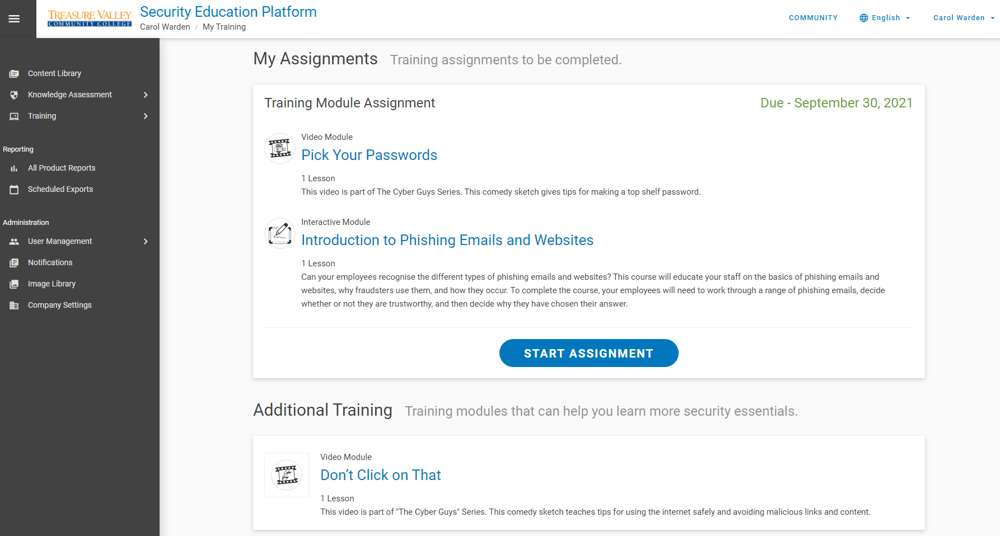 TREASURE VALLEY
COMMUNITY COLLEGE
Security Education Platform
Carol Warden / My Training
COMMUNITY
English
Carol Warden
Content Library
Knowledge Assessment
Training
Reporting
All Product Reports
Scheduled Exports
Administration
User Management
Notifications
Image Library
Company Settings
My Assignments Training assignments to be completed.
Training Module Assignment
Due - September 30, 2021
Video Module
Pick Your Passwords
1 Lesson
This video is part of The Cyber Guys Series. This comedy sketch gives tips for making a top shelf password.
Interactive Module
Introduction to Phishing Emails and Websites
1 Lesson
Can your employees recognise the different types of phishing emails and websites? This course will educate your staff on the basics of phishing emails and
websites, why fraudsters use them, and how they occur. To complete the course, your employees will need to work through a range of phishing emails, decide
whether or not they are trustworthy, and then decide why they have chosen their answer.
START ASSIGNMENT
Additional Training Training modules that can help you learn more security essentials.
Cyber
Guys
Video Module
Don’t Click on That
1 Lesson
This video is part of "The Cyber Guys" Series. This comedy sketch teaches tips for using the internet safely and avoiding malicious links and content.